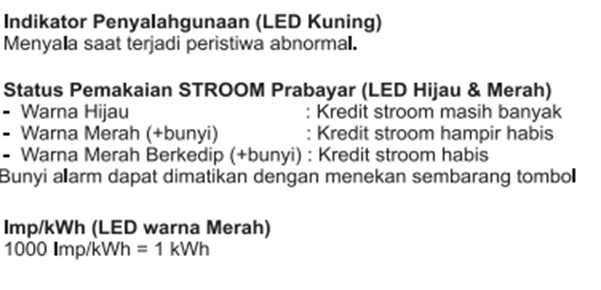 Indikator Penyalahgunaan (LED Kuning)
Menyala saat terjadi peristiwa abnormal.
Status Pemakaian STROOM Prabayar (LED Hijau & Merah)
- Warna Hijau : Kredit stroom masih banyak
- Warna Merah (+bunyi) : Kredit stroom hampir habis
- Warna Merah Berkedip (+bunyi) : Kredit stroom habis
Bunyi alarm dapat dimatikan dengan menekan sembarang tombol
Imp/kWh (LED warna Merah)
1000 Imp/kWh = 1 kWh